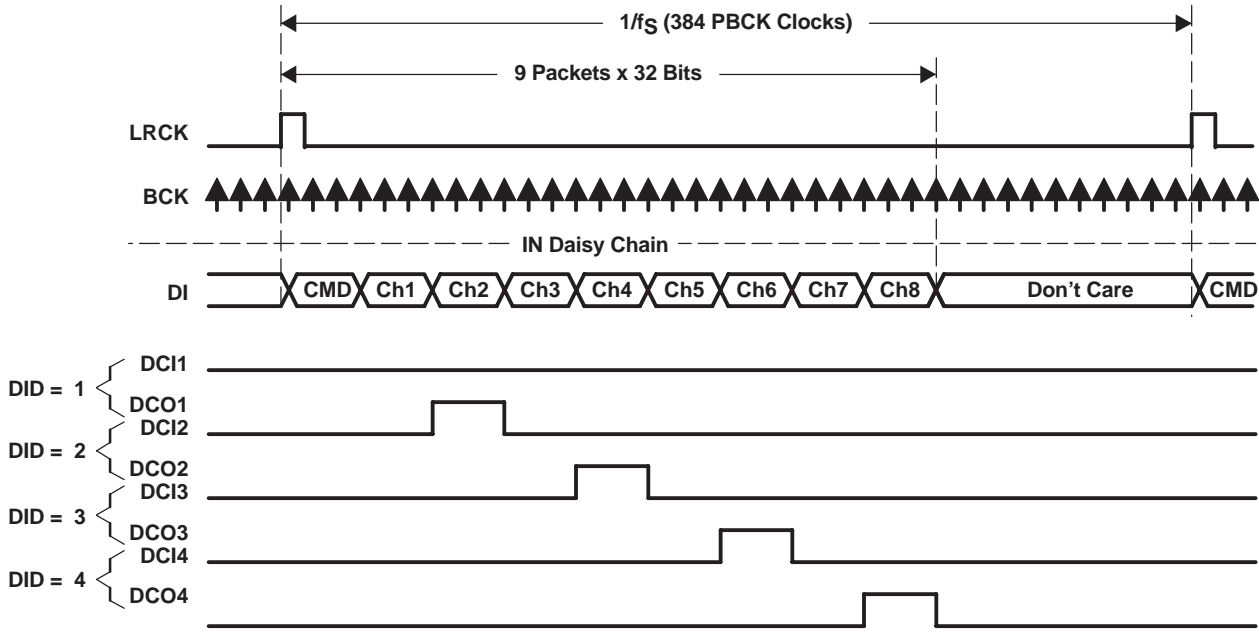 1/fS (384 PBCK Clocks)
9 Packets x 32 Bits
LRCK
BCK
IN Daisy Chain
DI CMD Ch1 Ch2 Ch3 Ch4 Ch5 Ch6 Ch7 Ch8 Don't Care CMD
DCI1
DID = 1
DCO1
DCI2
DID = 2
DCO2
DCI3
DID = 3
DCO3
DCI4
DID = 4
DCO4